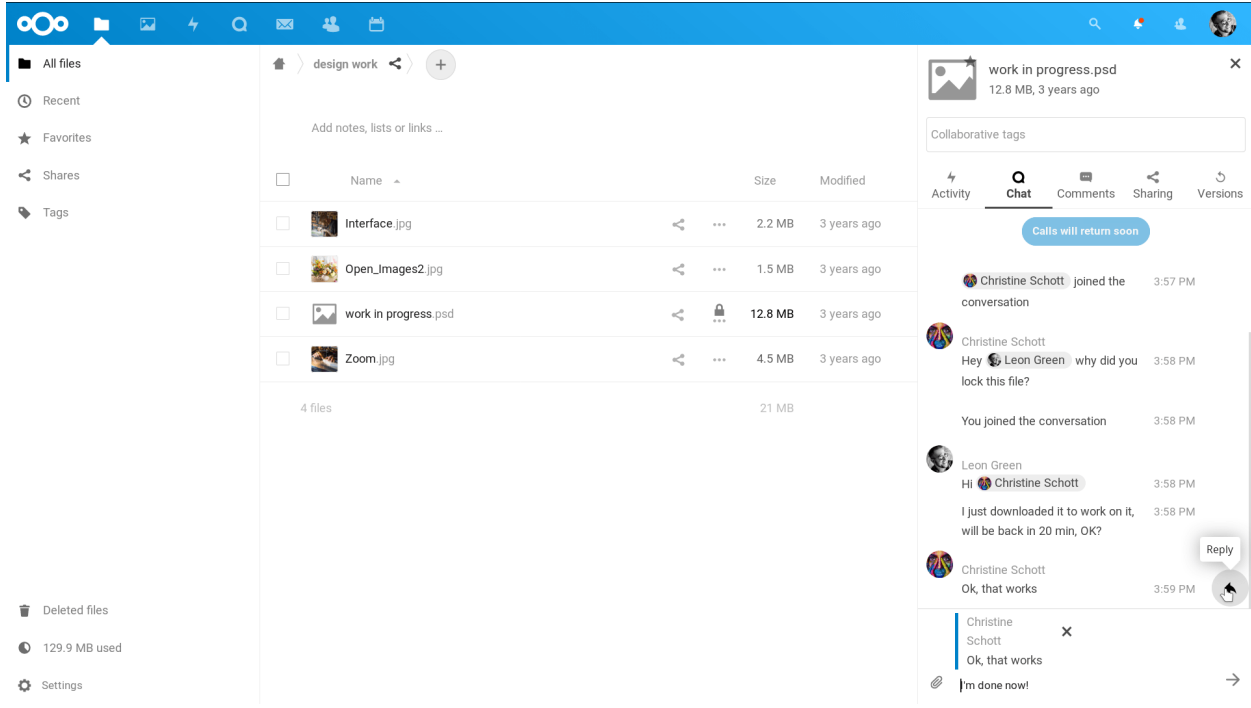 All files
Recent
Favorites
Shares
Tags
Deleted files
129.9 MB used
Settings
design work
Add notes, lists or links ...
Name Size Modified
Interface.jpg 2.2 MB 3 years ago
Open_Images2.jpg 1.5 MB 3 years ago
work in progress.psd 12.8 MB 3 years ago
Zoom.jpg 4.5 MB 3 years ago
4 files 21 MB
work in progress.psd
12.8 MB, 3 years ago
Collaborative tags
Activity Chat Comments Sharing Versions
Calls will return soon
Christine Schott joined the 3:57 PM
conversation
Christine Schott
Hey Leon Green why did you 3:58 PM
lock this file?
You joined the conversation 3:58 PM
Leon Green
Hi Christine Schott 3:58 PM
I just downloaded it to work on it, 3:58 PM
will be back in 20 min, OK?
Reply
Christine Schott
Ok, that works 3:59 PM
Christine
Schott
Ok, that works
I'm done now!